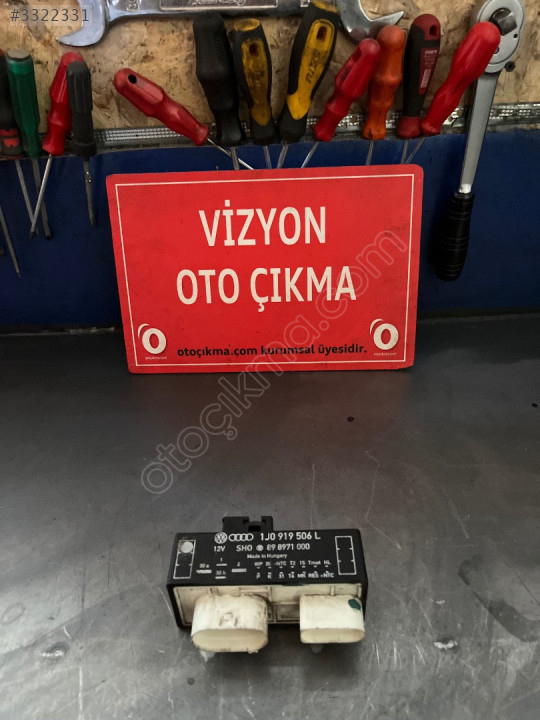 #3322331
VİZYON
OTO ÇIKMA
otoçıkma.com kurumsal üyesidir.
otoçıkma.com
1J0 919 506 L
12V SHO 89 8971 000
Made in Hungary